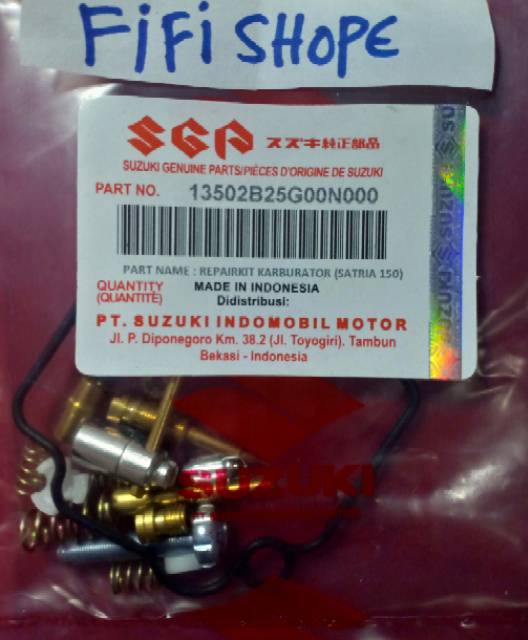 FiFi SHOPE
SGP スズキ純正部品
SUZUKI GENUINE PARTS/PIÈCES D'ORIGINE DE SUZUKI
PART NO. 13502B25G00N000
PART NAME : REPAIRKIT KARBURATOR (SATRIA 150)
QUANTITY MADE IN INDONESIA
(QUANTITÉ) Didistribusi:
PT. SUZUKI INDOMOBIL MOTOR
Jl. P. Diponegoro Km. 38.2 (Jl. Toyogiri). Tambun
Bekasi - Indonesia
SUZUKI
SUZUKI
SUZUKI